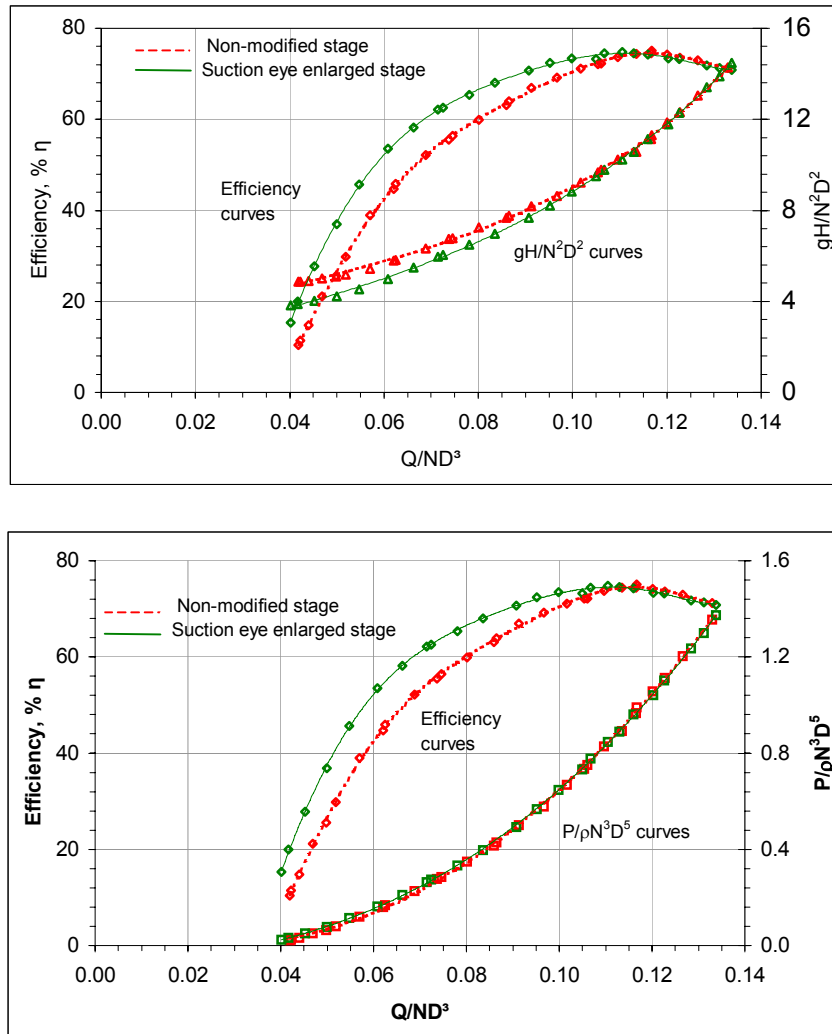 80
60
40
20
0
Efficiency, % η
Non-modified stage
Suction eye enlarged stage
Efficiency
curves
gH/N²D² curves
16
12
8
4
0
gH/N²D²
0.00 0.02 0.04 0.06 0.08 0.10 0.12 0.14
Q/ND³
80
60
40
20
0
Efficiency, % η
Non-modified stage
Suction eye enlarged stage
Efficiency
curves
P/ρN³D⁵ curves
1.6
1.2
0.8
0.4
0.0
P/ρN³D⁵
0.00 0.02 0.04 0.06 0.08 0.10 0.12 0.14
Q/ND³